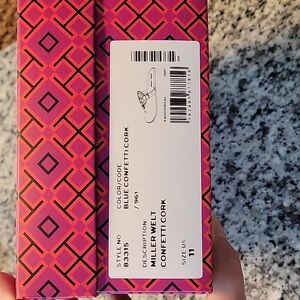 STYLE NO
83315
COLOR/CODE
BLUE CONFETTI CORK
/ 961
DESCRIPTION
MILLER WELT
CONFETTI CORK
SIZE US
11